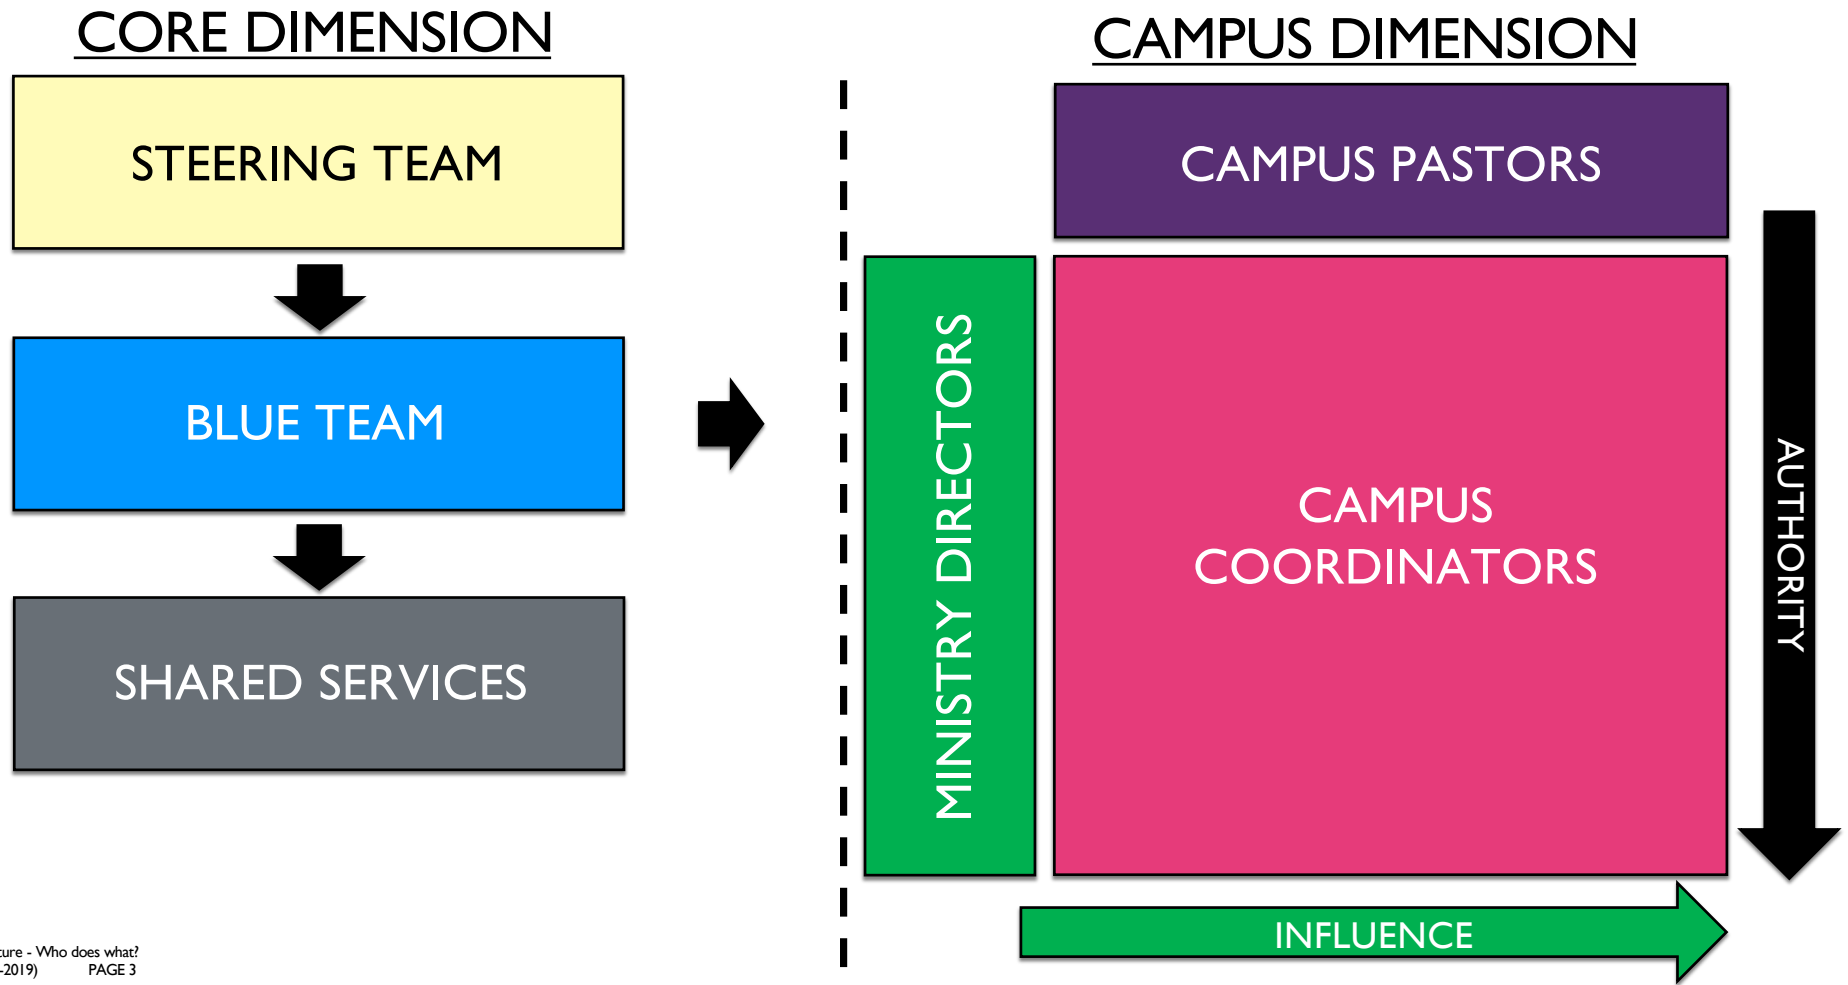 CORE DIMENSION
STEERING TEAM
BLUE TEAM
SHARED SERVICES
CAMPUS DIMENSION
CAMPUS PASTORS
MINISTRY DIRECTORS
CAMPUS
COORDINATORS
AUTHORITY
INFLUENCE
- Who does what?
-2019) PAGE 3